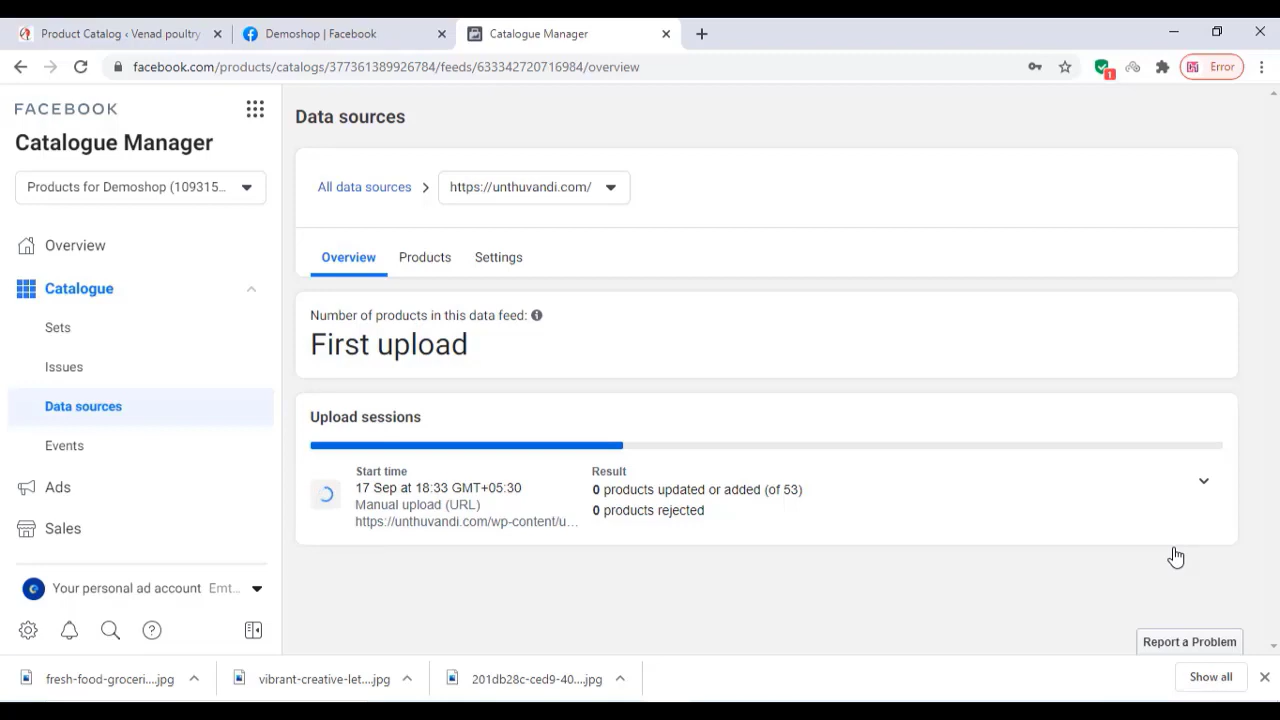 Product Catalog ‹ Venad poultry
Demoshop | Facebook
Catalogue Manager
facebook.com/products/catalogs/377361389926784/feeds/633342720716984/overview
1
Error
FACEBOOK
Catalogue Manager
Products for Demoshop (109315...
Overview
Catalogue
Sets
Issues
Data sources
Events
Ads
Sales
Your personal ad account Emt...
Data sources
All data sources
https://unthuvandi.com/
Overview
Products
Settings
Number of products in this data feed:
First upload
Upload sessions
Start time
17 Sep at 18:33 GMT+05:30
Manual upload (URL)
https://unthuvandi.com/wp-content/u...
Result
0 products updated or added (of 53)
0 products rejected
Report a Problem
fresh-food-groceri....jpg
vibrant-creative-let....jpg
201db28c-ced9-40....jpg
Show all